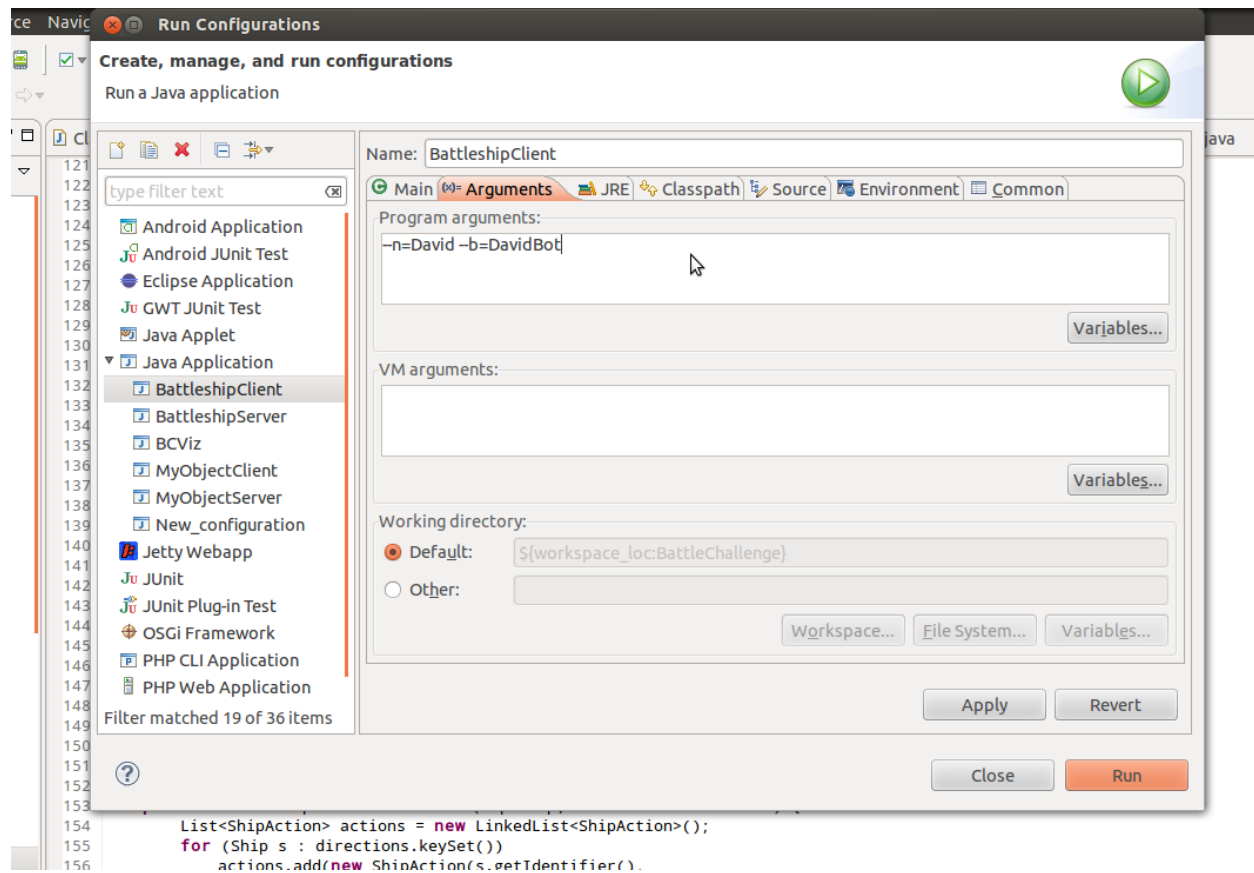 rce Navig
Run Configurations
Create, manage, and run configurations
Run a Java application
Cl
java
Name: BattleshipClient
type filter text
Main (x)= Arguments JRE Classpath Source Environment Common
Program arguments:
--n=David --b=DavidBot
Variables...
VM arguments:
Variables...
Working directory:
Default: ${workspace_loc:BattleChallenge}
Other:
Workspace... File System... Variables...
Apply Revert
Android Application
Android JUnit Test
Eclipse Application
GWT JUnit Test
Java Applet
Java Application
BattleshipClient
BattleshipServer
BCViz
MyObjectClient
MyObjectServer
New_configuration
Jetty Webapp
JUnit
JUnit Plug-in Test
OSGi Framework
PHP CLI Application
PHP Web Application
Filter matched 19 of 36 items
Close Run
121
122
123
124
125
126
127
128
129
130
131
132
133
134
135
136
137
138
139
140
141
142
143
144
145
146
147
148
149
150
151
152
153
154 List<ShipAction> actions = new LinkedList<ShipAction>();
155 for (Ship s : directions.keySet())
156 actions.add(new ShipAction(s.getIdentifier(),